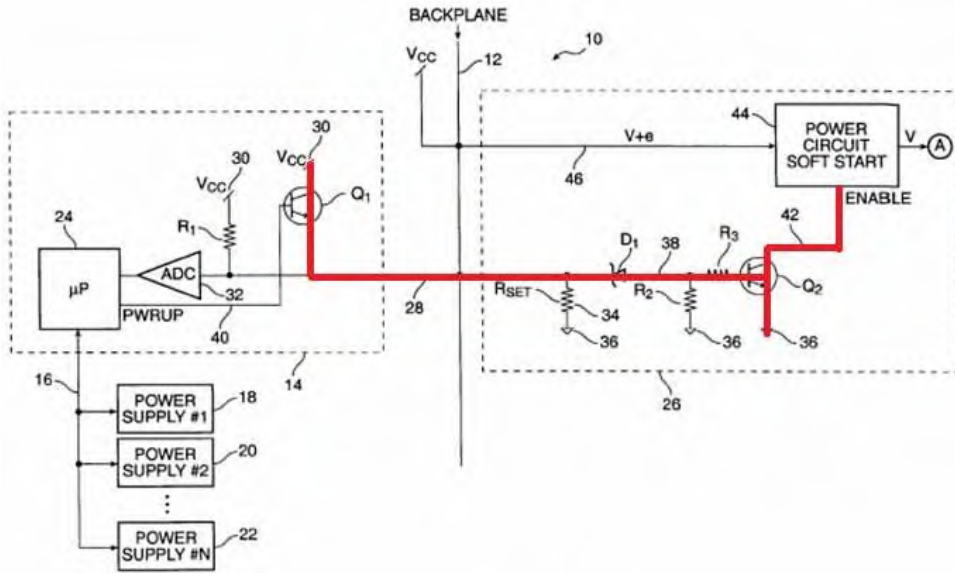 BACKPLANE
12
10
VCC
44
POWER
CIRCUIT
SOFT START
V
A
V+e
46
ENABLE
30
VCC
30
VCC
Q1
R1
24
μP
ADC
32
PWRUP
40
28
RSET
34
36
D1
38
R2
36
R3
42
Q2
36
14
26
16
POWER
SUPPLY #1
18
POWER
SUPPLY #2
20
POWER
SUPPLY #N
22